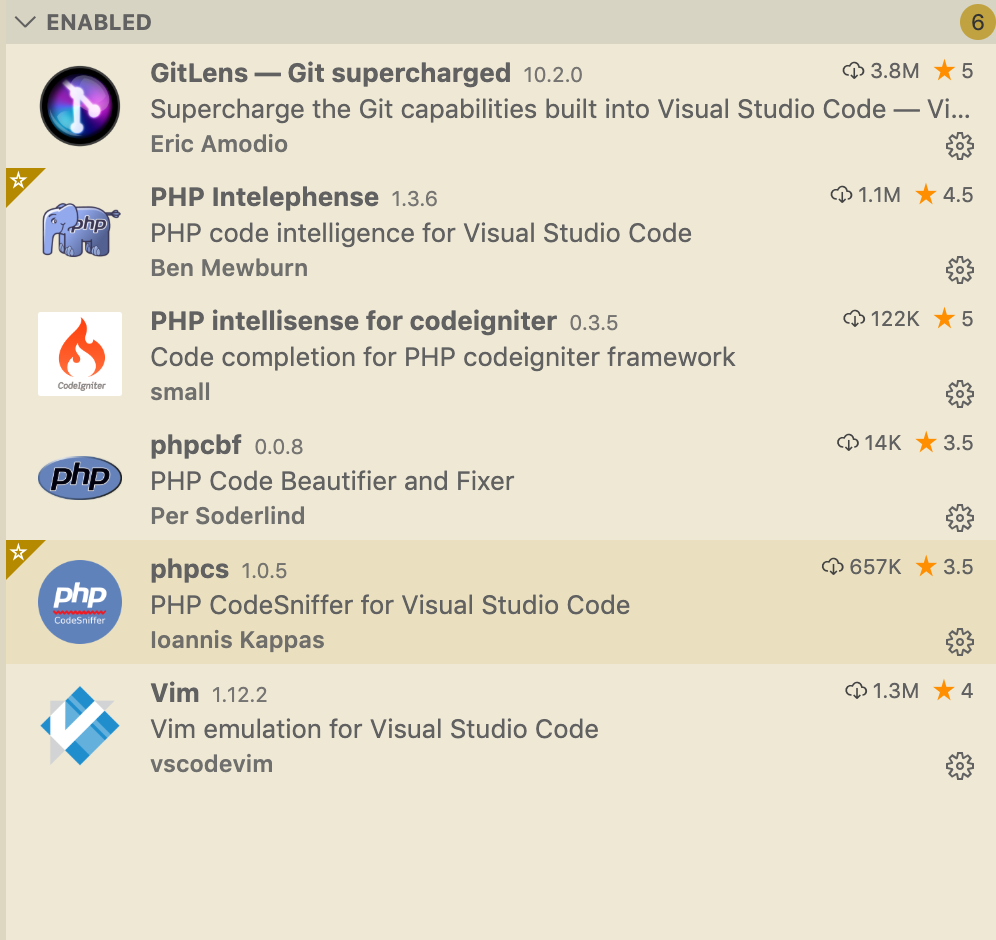 ENABLED 6
GitLens — Git supercharged 10.2.0 3.8M 5
Supercharge the Git capabilities built into Visual Studio Code — Vi...
Eric Amodio
php
PHP Intelephense 1.3.6 1.1M 4.5
PHP code intelligence for Visual Studio Code
Ben Mewburn
CodeIgniter
PHP intellisense for codeigniter 0.3.5 122K 5
Code completion for PHP codeigniter framework
small
php
phpcbf 0.0.8 14K 3.5
PHP Code Beautifier and Fixer
Per Soderlind
php
CodeSniffer
phpcs 1.0.5 657K 3.5
PHP CodeSniffer for Visual Studio Code
Ioannis Kappas
Vim 1.12.2 1.3M 4
Vim emulation for Visual Studio Code
vscodevim